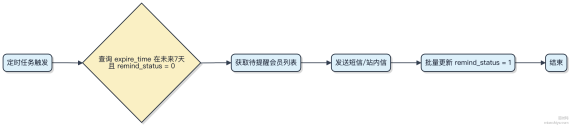 定时任务触发
查询 expire_time 在未来7天
且 remind_status = 0
获取待提醒会员列表
发送短信/站内信
批量更新 remind_status = 1
结束